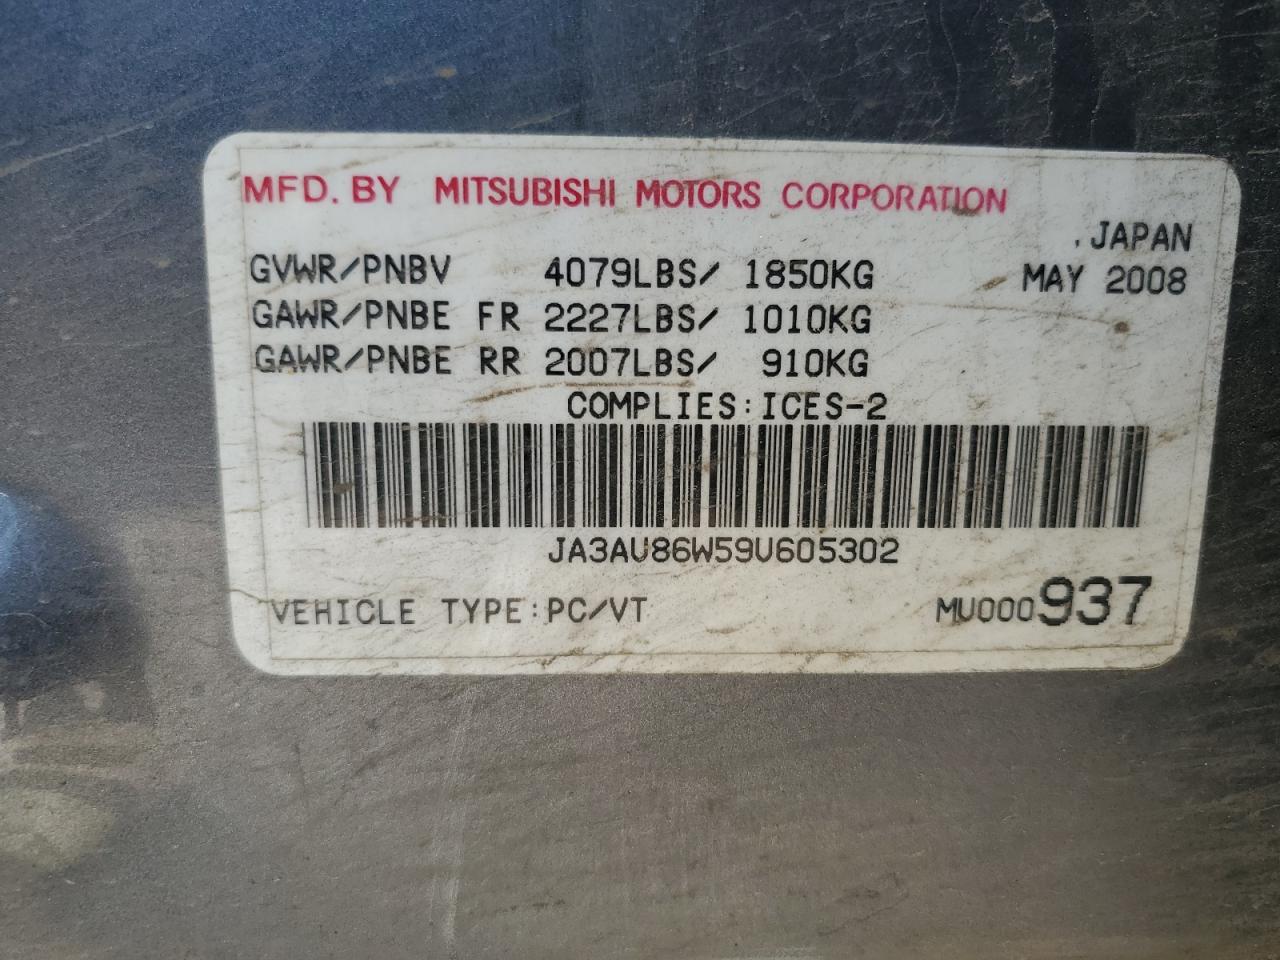 MFD. BY MITSUBISHI MOTORS CORPORATION
JAPAN
GVWR/PNBV 4079LBS/ 1850KG MAY 2008
GAWR/PNBE FR 2227LBS/ 1010KG
GAWR/PNBE RR 2007LBS/ 910KG
COMPLIES:ICES-2
JA3AU86W59U605302
VEHICLE TYPE:PC/VT MU000937